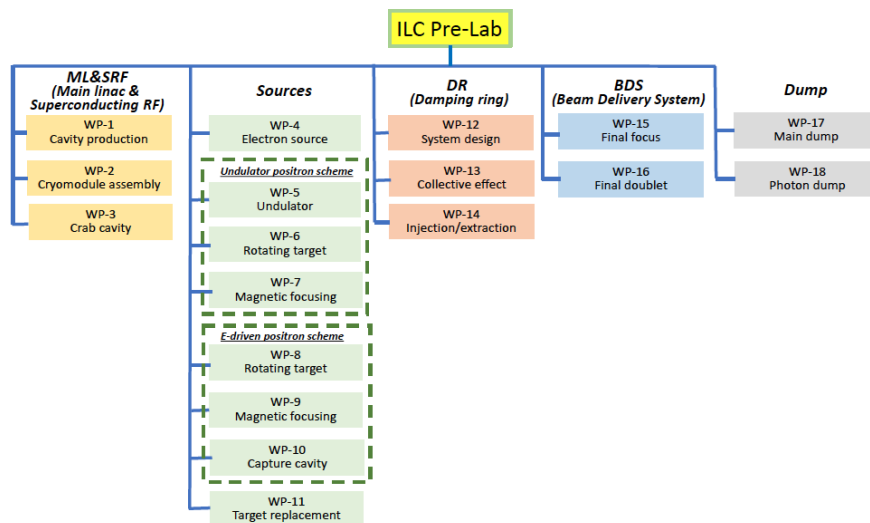 ILC Pre-Lab
ML&SRF
(Main linac &
Superconducting RF)
WP-1
Cavity production
WP-2
Cryomodule assembly
WP-3
Crab cavity
Sources
WP-4
Electron source
Undulator positron scheme
WP-5
Undulator
WP-6
Rotating target
WP-7
Magnetic focusing
E-driven positron scheme
WP-8
Rotating target
WP-9
Magnetic focusing
WP-10
Capture cavity
WP-11
Target replacement
DR
(Damping ring)
WP-12
System design
WP-13
Collective effect
WP-14
Injection/extraction
BDS
(Beam Delivery System)
WP-15
Final focus
WP-16
Final doublet
Dump
WP-17
Main dump
WP-18
Photon dump